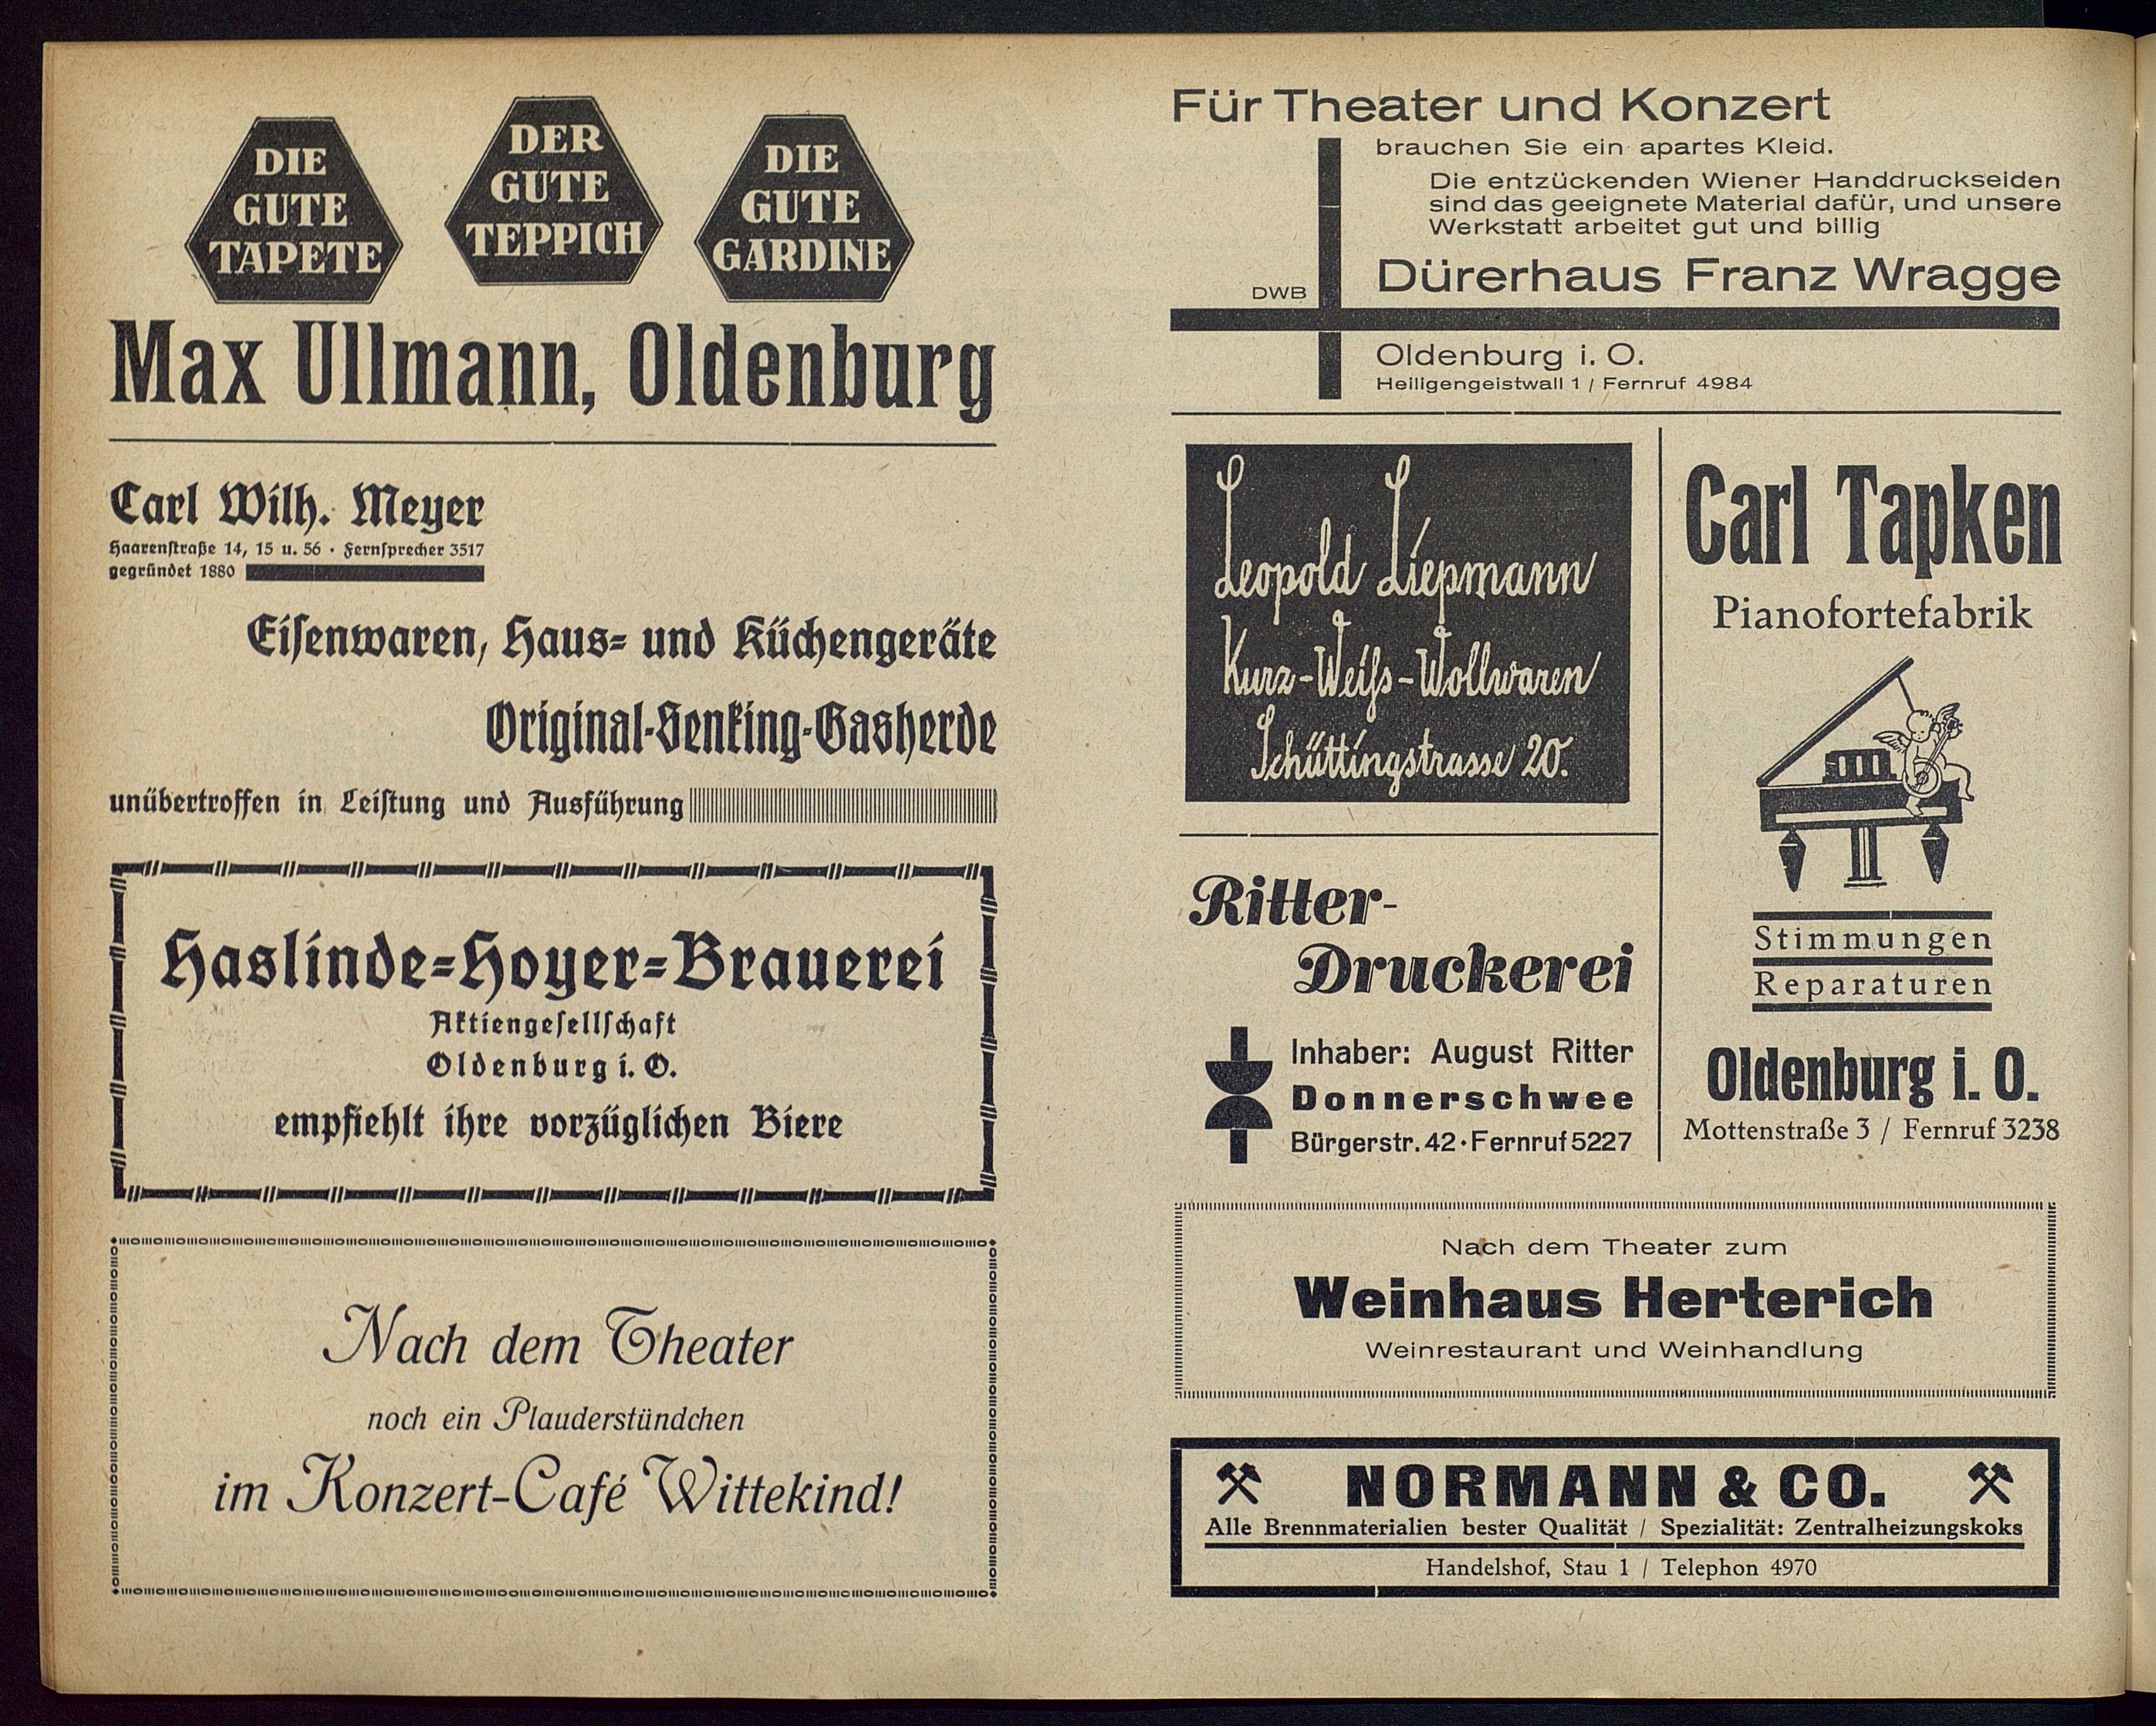 DIE
GUTE
TAPETE
DER
GUTE
TEPPICH
DIE
GUTE
GARDINE
Max Ullmann, Oldenburg
Carl Wilh. Meyer
Haarenstraße 14, 15 u. 56 · Fernsprecher 3517
gegründet 1880
Eisenwaren, Haus- und Küchengeräte
Original-Senking-Gasherde
unübertroffen in Leistung und Ausführung
Haslinde-Hoyer-Brauerei
Aktiengesellschaft
Oldenburg i. O.
empfiehlt ihre vorzüglichen Biere
Nach dem Theater
noch ein Plauderstündchen
im Konzert-Café Wittekind!
Für Theater und Konzert
brauchen Sie ein apartes Kleid.
Die entzückenden Wiener Handdruckseiden
sind das geeignete Material dafür, und unsere
Werkstatt arbeitet gut und billig
DWB
Dürerhaus Franz Wragge
Oldenburg i. O.
Heiligengeistwall 1 / Fernruf 4984
Leopold Liepmann
Kurz-Weiss-Wollwaren
Schüttingstrasse 20.
Ritter-
Druckerei
Inhaber: August Ritter
Donnerschwee
Bürgerstr. 42 · Fernruf 5227
Carl Tapken
Pianofortefabrik
Stimmungen
Reparaturen
Oldenburg i. O.
Mottenstraße 3 / Fernruf 3238
Nach dem Theater zum
Weinhaus Herterich
Weinrestaurant und Weinhandlung
NORMANN & CO.
Alle Brennmaterialien bester Qualität / Spezialität: Zentralheizungskoks
Handelshof, Stau 1 / Telephon 4970